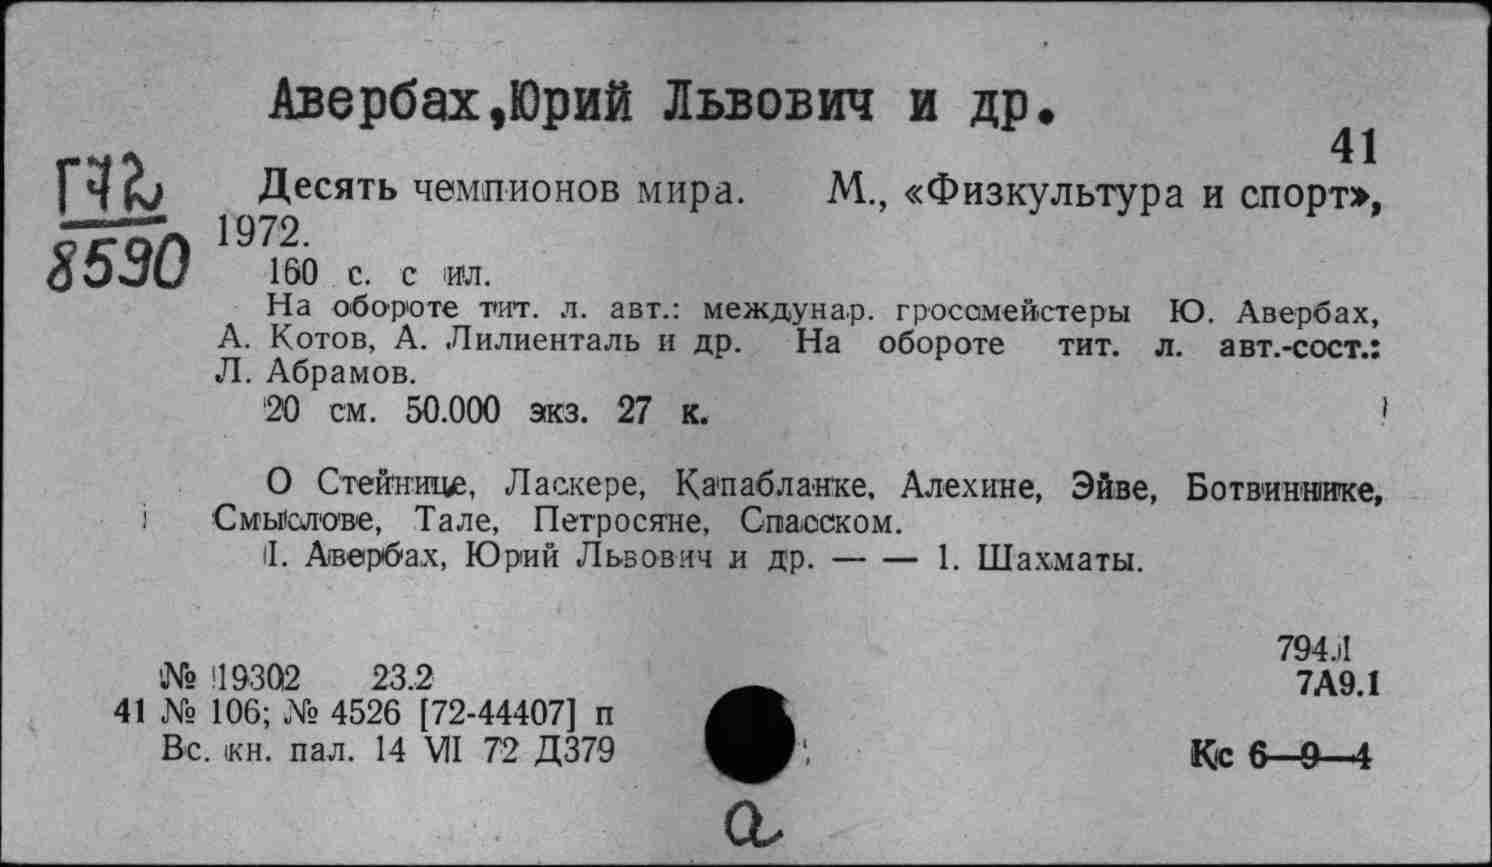 Авербах,Юрий Львович и др.
41
Г72
8590
Десять чемпионов мира. М., «Физкультура и спорт»,
1972.
160 с. с ил.
На обороте тит. л. авт.: междунар. гроссмейстеры Ю. Авербах,
А. Котов, А. Лилиенталь и др. На обороте тит. л. авт.-сост.:
Л. Абрамов.
20 см. 50.000 экз. 27 к.
О Стейнице, Ласкере, Капабланке, Алехине, Эйве, Ботвиннике,
Смыслове, Тале, Петросяне, Спасском.
I. Авербах, Юрий Львович и др. — — 1. Шахматы.
794.1
№ 19302 23.2
7А9.1
41 № 106; № 4526 [72-44407] п
Вс. кн. пал. 14 VII 72 Д379
Кс 6—9—4
а